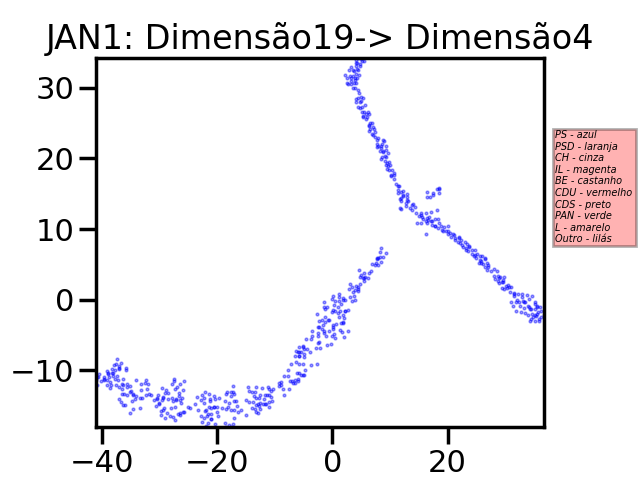 JAN1: Dimensão19-> Dimensão4
30
20
10
0
−10
−40
−20
0
20
PS - azul
PSD - laranja
CH - cinza
IL - magenta
BE - castanho
CDU - vermelho
CDS - preto
PAN - verde
L - amarelo
Outro - lilás